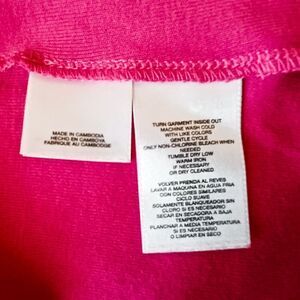 MADE IN CAMBODIA
HECHO EN CAMBOYA
FABRIQUE AU CAMBODGE
TURN GARMENT INSIDE OUT
MACHINE WASH COLD
WITH LIKE COLORS
GENTLE CYCLE
ONLY NON-CHLORINE BLEACH WHEN
NEEDED
TUMBLE DRY LOW
WARM IRON
IF NECESSARY
OR DRY CLEANED
VOLVER PRENDA AL REVES
LAVAR A MAQUINA EN AGUA FRIA
CON COLORES SIMILARES
CICLO SUAVE
SOLAMENTE BLANQUEADOR SIN
CLORO SI ES NECESARIO
SECAR EN SECADORA A BAJA
TEMPERATURA
PLANCHAR A MEDIA TEMPERATURA
SI ES NECESARIO
O LIMPIAR EN SECO